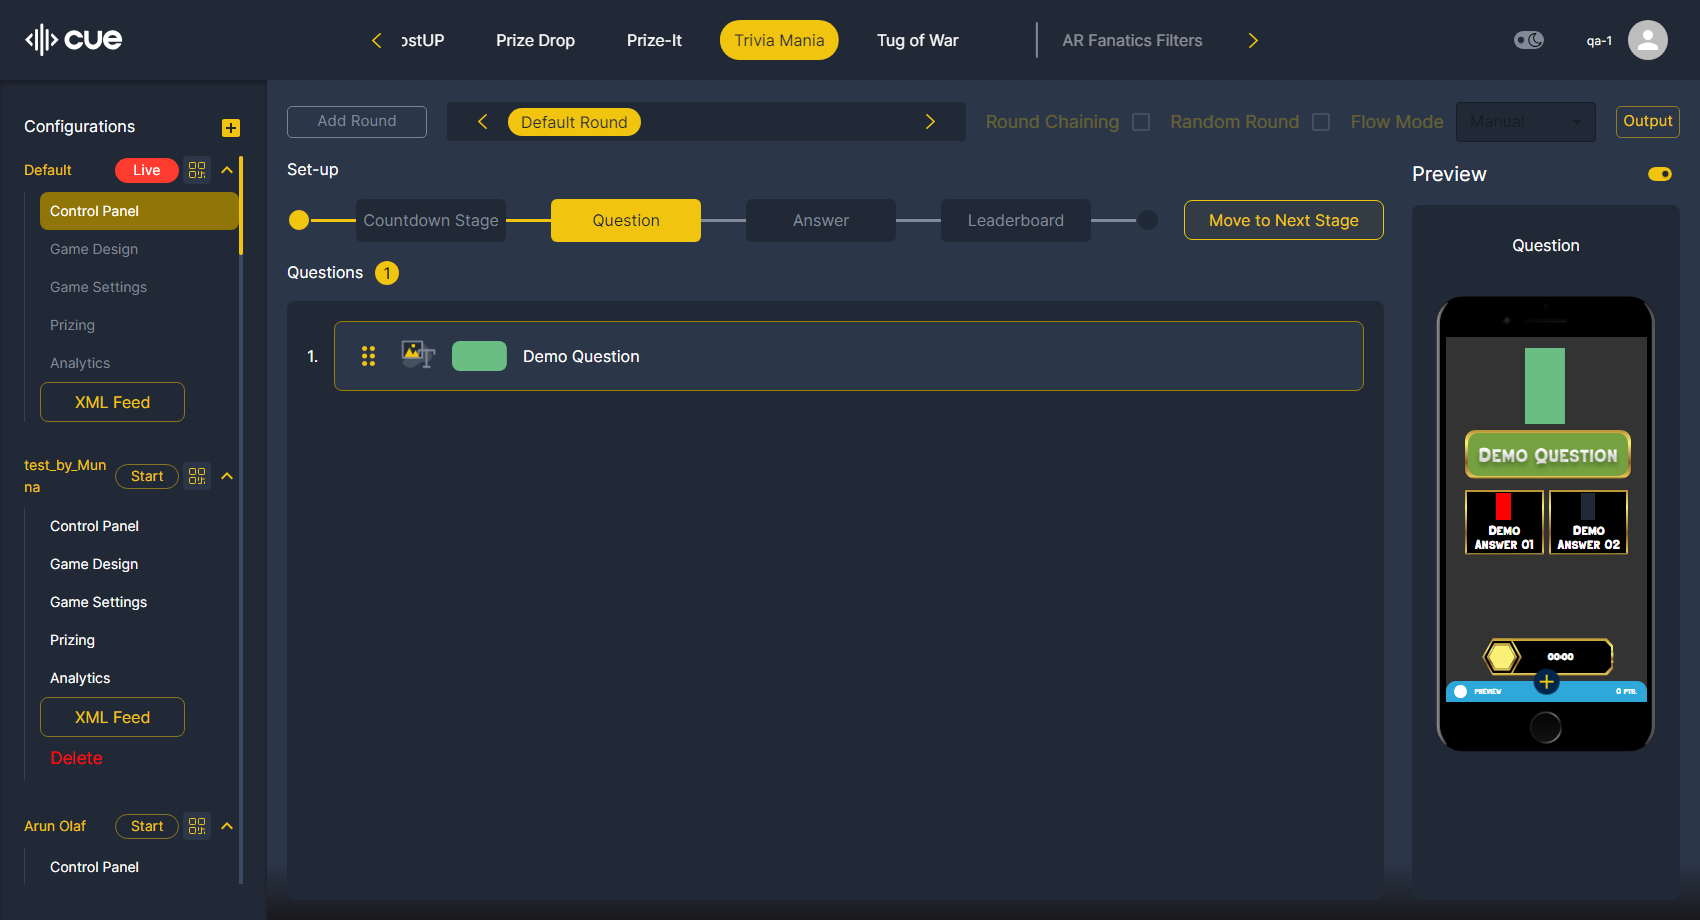 cue
ostUP
Prize Drop
Prize-It
Trivia Mania
Tug of War
AR Fanatics Filters
qa-1
Configurations
Default
Live
Control Panel
Game Design
Game Settings
Prizing
Analytics
XML Feed
test_by_Mun
na
Start
Control Panel
Game Design
Game Settings
Prizing
Analytics
XML Feed
Delete
Arun Olaf
Start
Control Panel
Add Round
Default Round
Round Chaining
Random Round
Flow Mode
Manual
Output
Set-up
Countdown Stage
Question
Answer
Leaderboard
Move to Next Stage
Questions
1
1.
Demo Question
Preview
Question
Demo Question
Demo
Answer 01
Demo
Answer 02
00:00
PREVIEW
0 PTS.